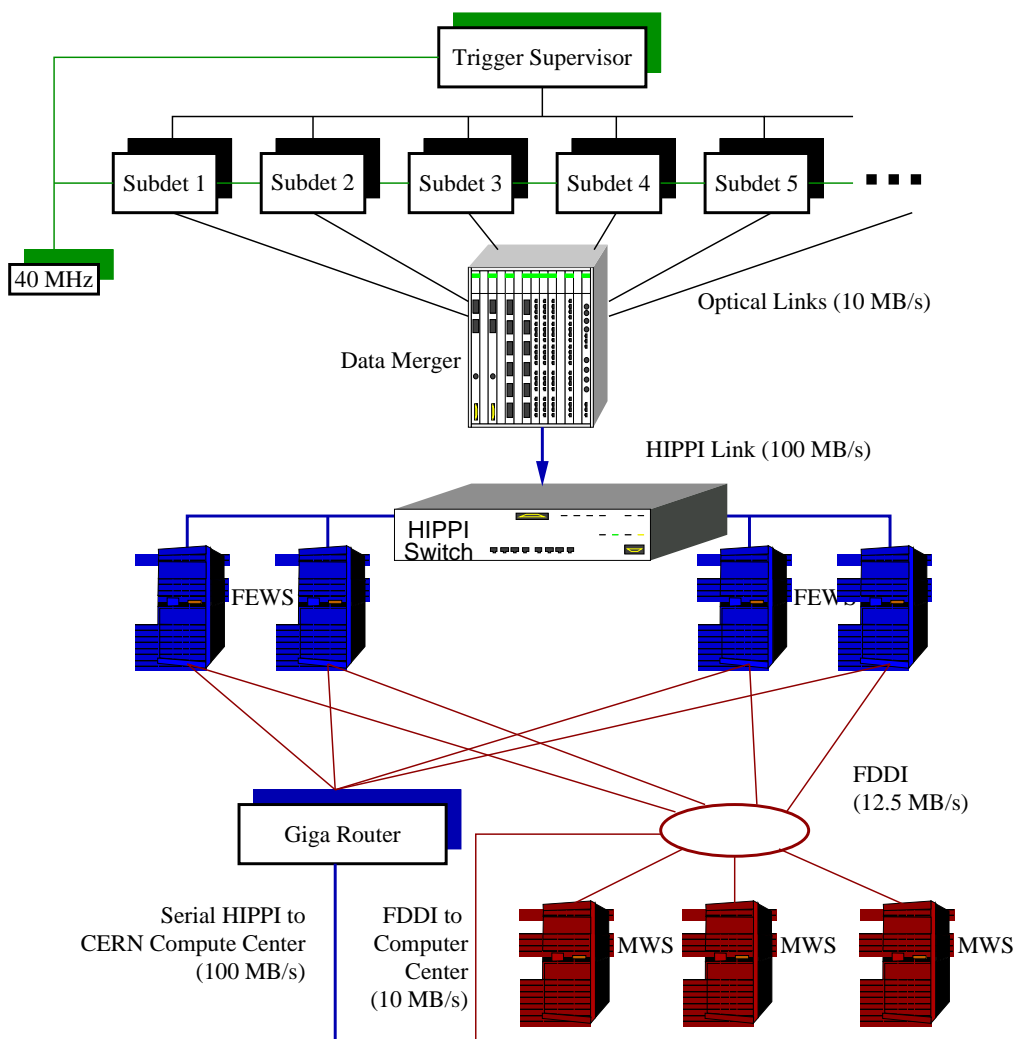 Trigger Supervisor
Subdet 1
Subdet 2
Subdet 3
Subdet 4
Subdet 5
40 MHz
Optical Links (10 MB/s)
Data Merger
HIPPI Link (100 MB/s)
HIPPI
Switch
FEWS
FEWS
FDDI
(12.5 MB/s)
Giga Router
Serial HIPPI to
CERN Compute Center
(100 MB/s)
FDDI to
Computer
Center
(10 MB/s)
MWS
MWS
MWS